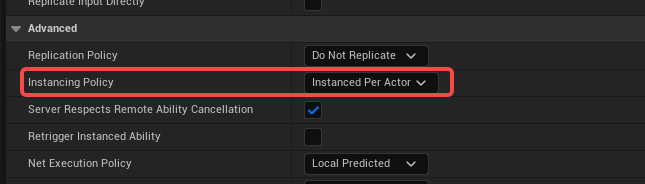 Replicate Input Directly
Advanced
Replication Policy Do Not Replicate
Instancing Policy Instanced Per Actor
Server Respects Remote Ability Cancellation
Retrigger Instanced Ability
Net Execution Policy Local Predicted